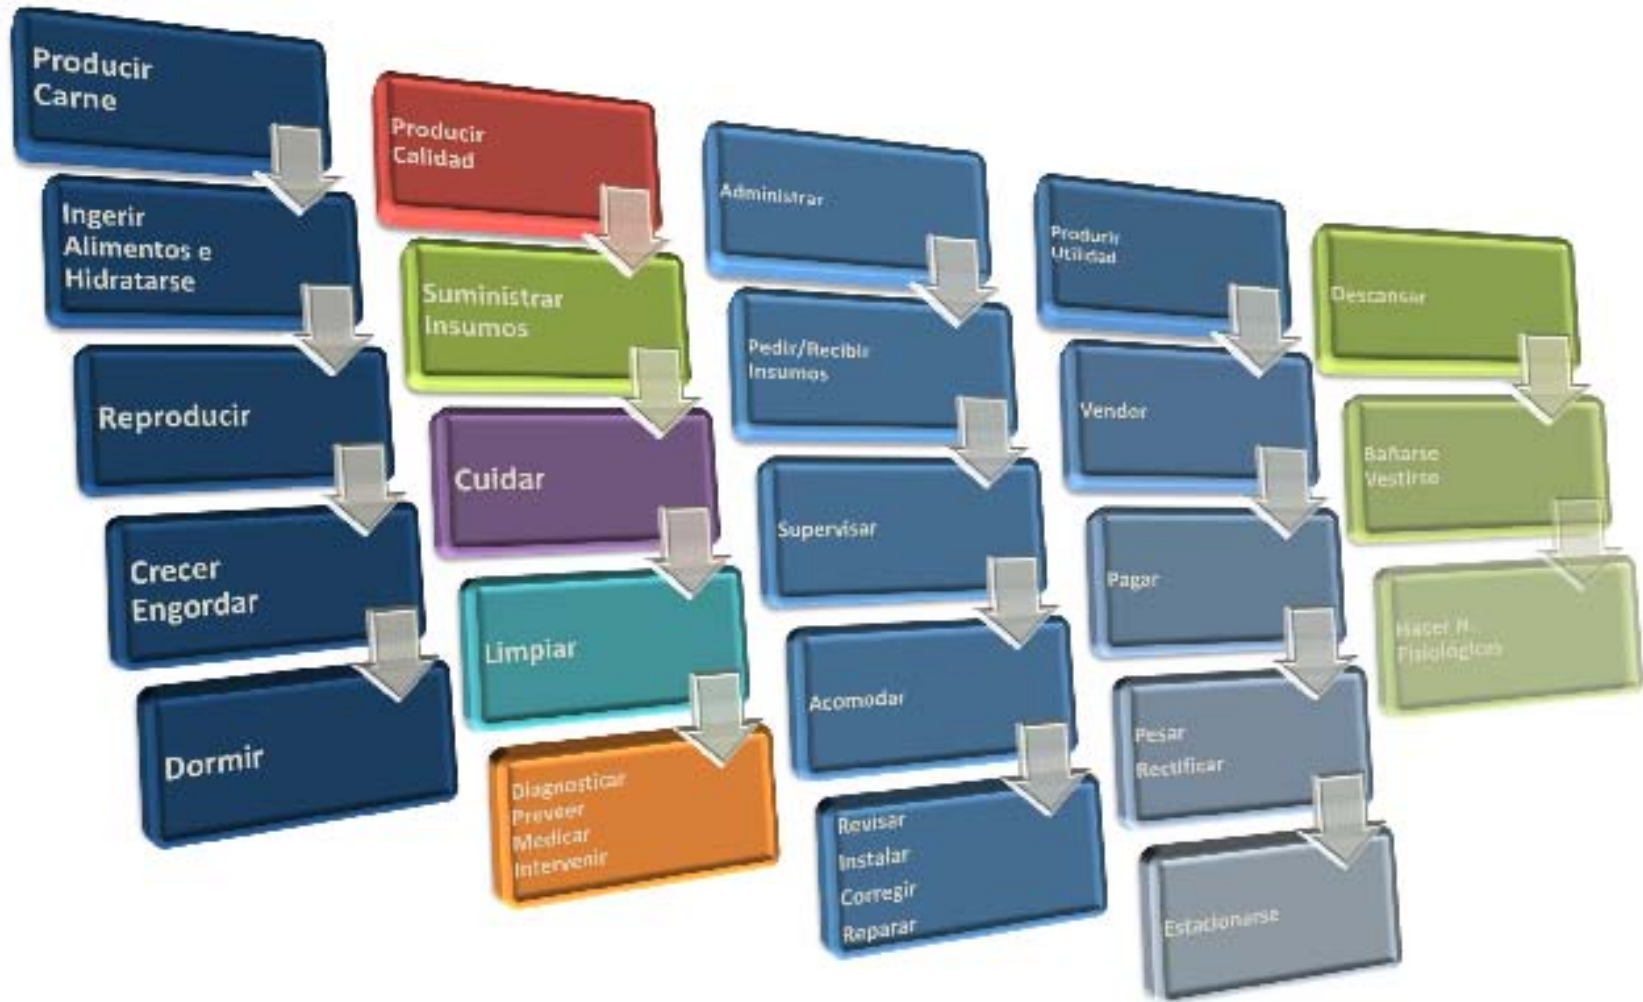 Producir
Carne
Ingerir
Alimentos e
Hidratarse
Reproducir
Crecer
Engordar
Dormir
Producir
Calidad
Suministrar
Insumos
Cuidar
Limpiar
Diagnosticar
Preveer
Medicar
Intervenir
Administrar
Pedir/Recibir
Insumos
Supervisar
Acomodar
Revisar
Instalar
Corregir
Reparar
Producir
Utilidad
Vender
Pagar
Pesar
Rectificar
Estacionarse
Descansar
Bañarse
Vestirse
Hacer N.
Fisiológicas